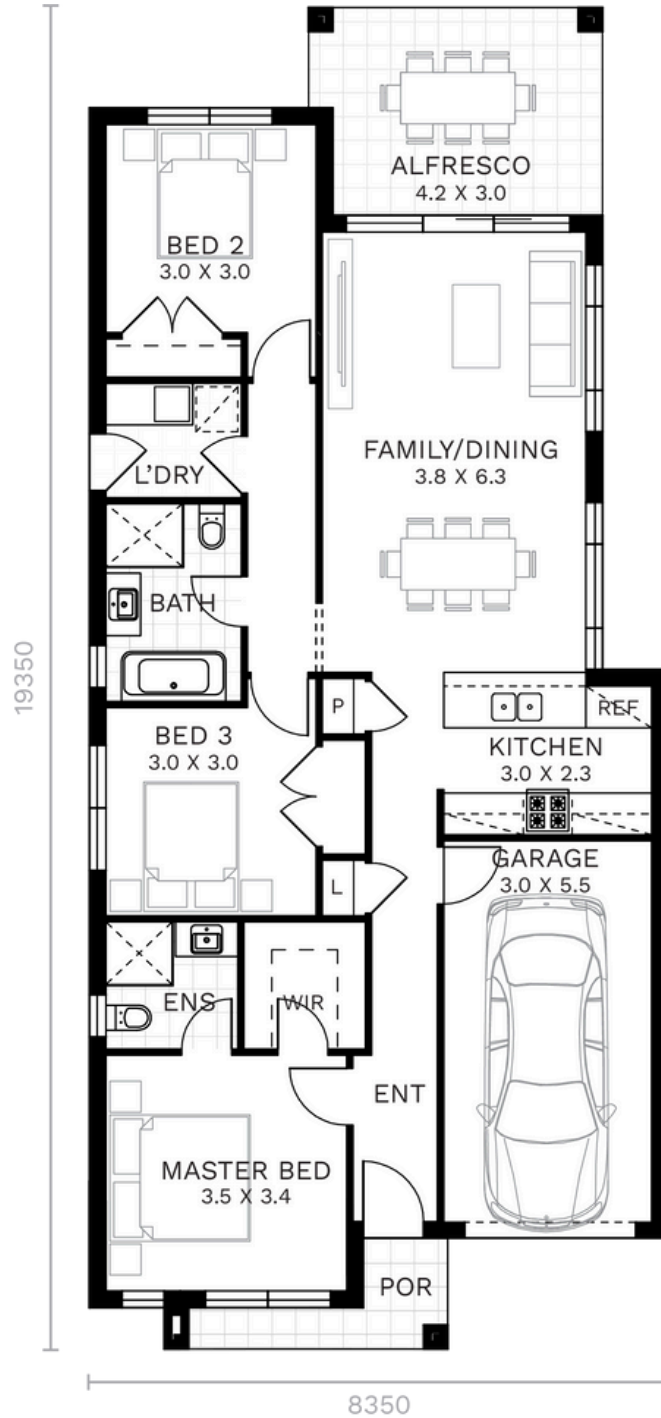 ALFRESCO
4.2 X 3.0
BED 2
3.0 X 3.0
FAMILY/DINING
3.8 X 6.3
L'DRY
BATH
19350
P
REF
BED 3
3.0 X 3.0
KITCHEN
3.0 X 2.3
GARAGE
3.0 X 5.5
L
ENS
WIR
ENT
MASTER BED
3.5 X 3.4
POR
8350